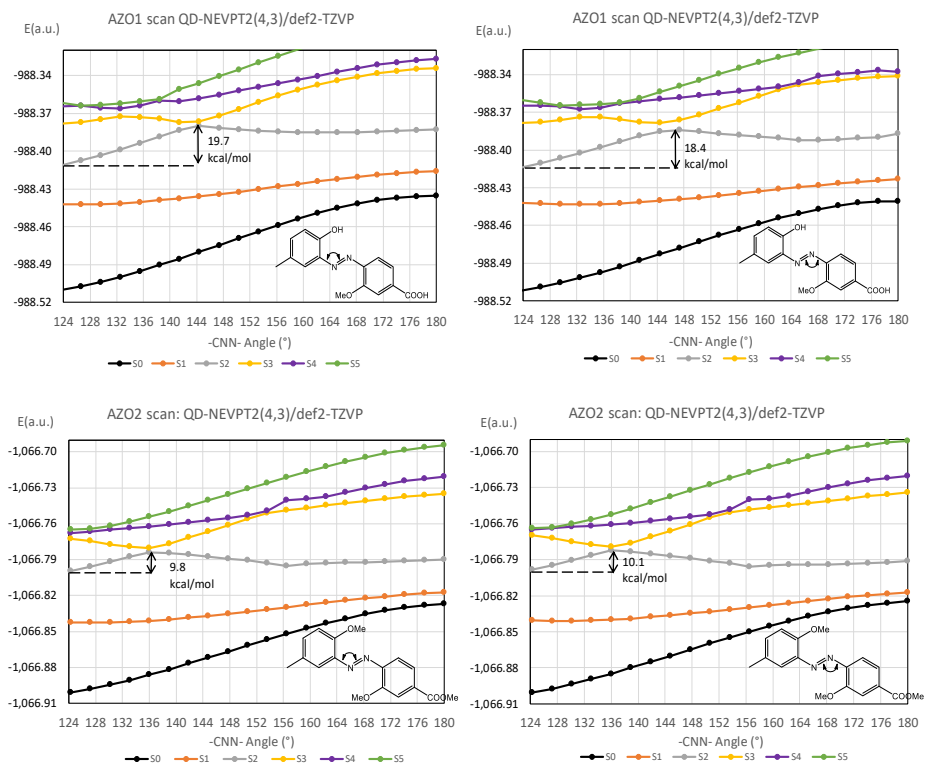 AZO1 scan QD-NEVPT2(4,3)/def2-TZVP
E(a.u.)
-988.34
-988.37
-988.40
-988.43
-988.46
-988.49
-988.52
19.7
kcal/mol
OH
N
N
MeO
COOH
124 128 132 136 140 144 148 152 156 160 164 168 172 176 180
-CNN- Angle (°)
S0 S1 S2 S3 S4 S5
AZO1 scan QD-NEVPT2(4,3)/def2-TZVP
E(a.u.)
-988.34
-988.37
-988.40
-988.43
-988.46
-988.49
-988.52
18.4
kcal/mol
OH
N
N
MeO
COOH
124 128 132 136 140 144 148 152 156 160 164 168 172 176 180
-CNN- Angle (°)
S0 S1 S2 S3 S4 S5
AZO2 scan: QD-NEVPT2(4,3)/def2-TZVP
E(a.u.)
-1,066.70
-1,066.73
-1,066.76
-1,066.79
-1,066.82
-1,066.85
-1,066.88
-1,066.91
9.8
kcal/mol
OMe
N
N
MeO
COOMe
124 128 132 136 140 144 148 152 156 160 164 168 172 176 180
-CNN- Angle (°)
S0 S1 S2 S3 S4 S5
AZO2 scan: QD-NEVPT2(4,3)/def2-TZVP
E(a.u.)
-1,066.70
-1,066.73
-1,066.76
-1,066.79
-1,066.82
-1,066.85
-1,066.88
-1,066.91
10.1
kcal/mol
OMe
N
N
MeO
COOMe
124 128 132 136 140 144 148 152 156 160 164 168 172 176 180
-CNN- Angle (°)
S0 S1 S2 S3 S4 S5